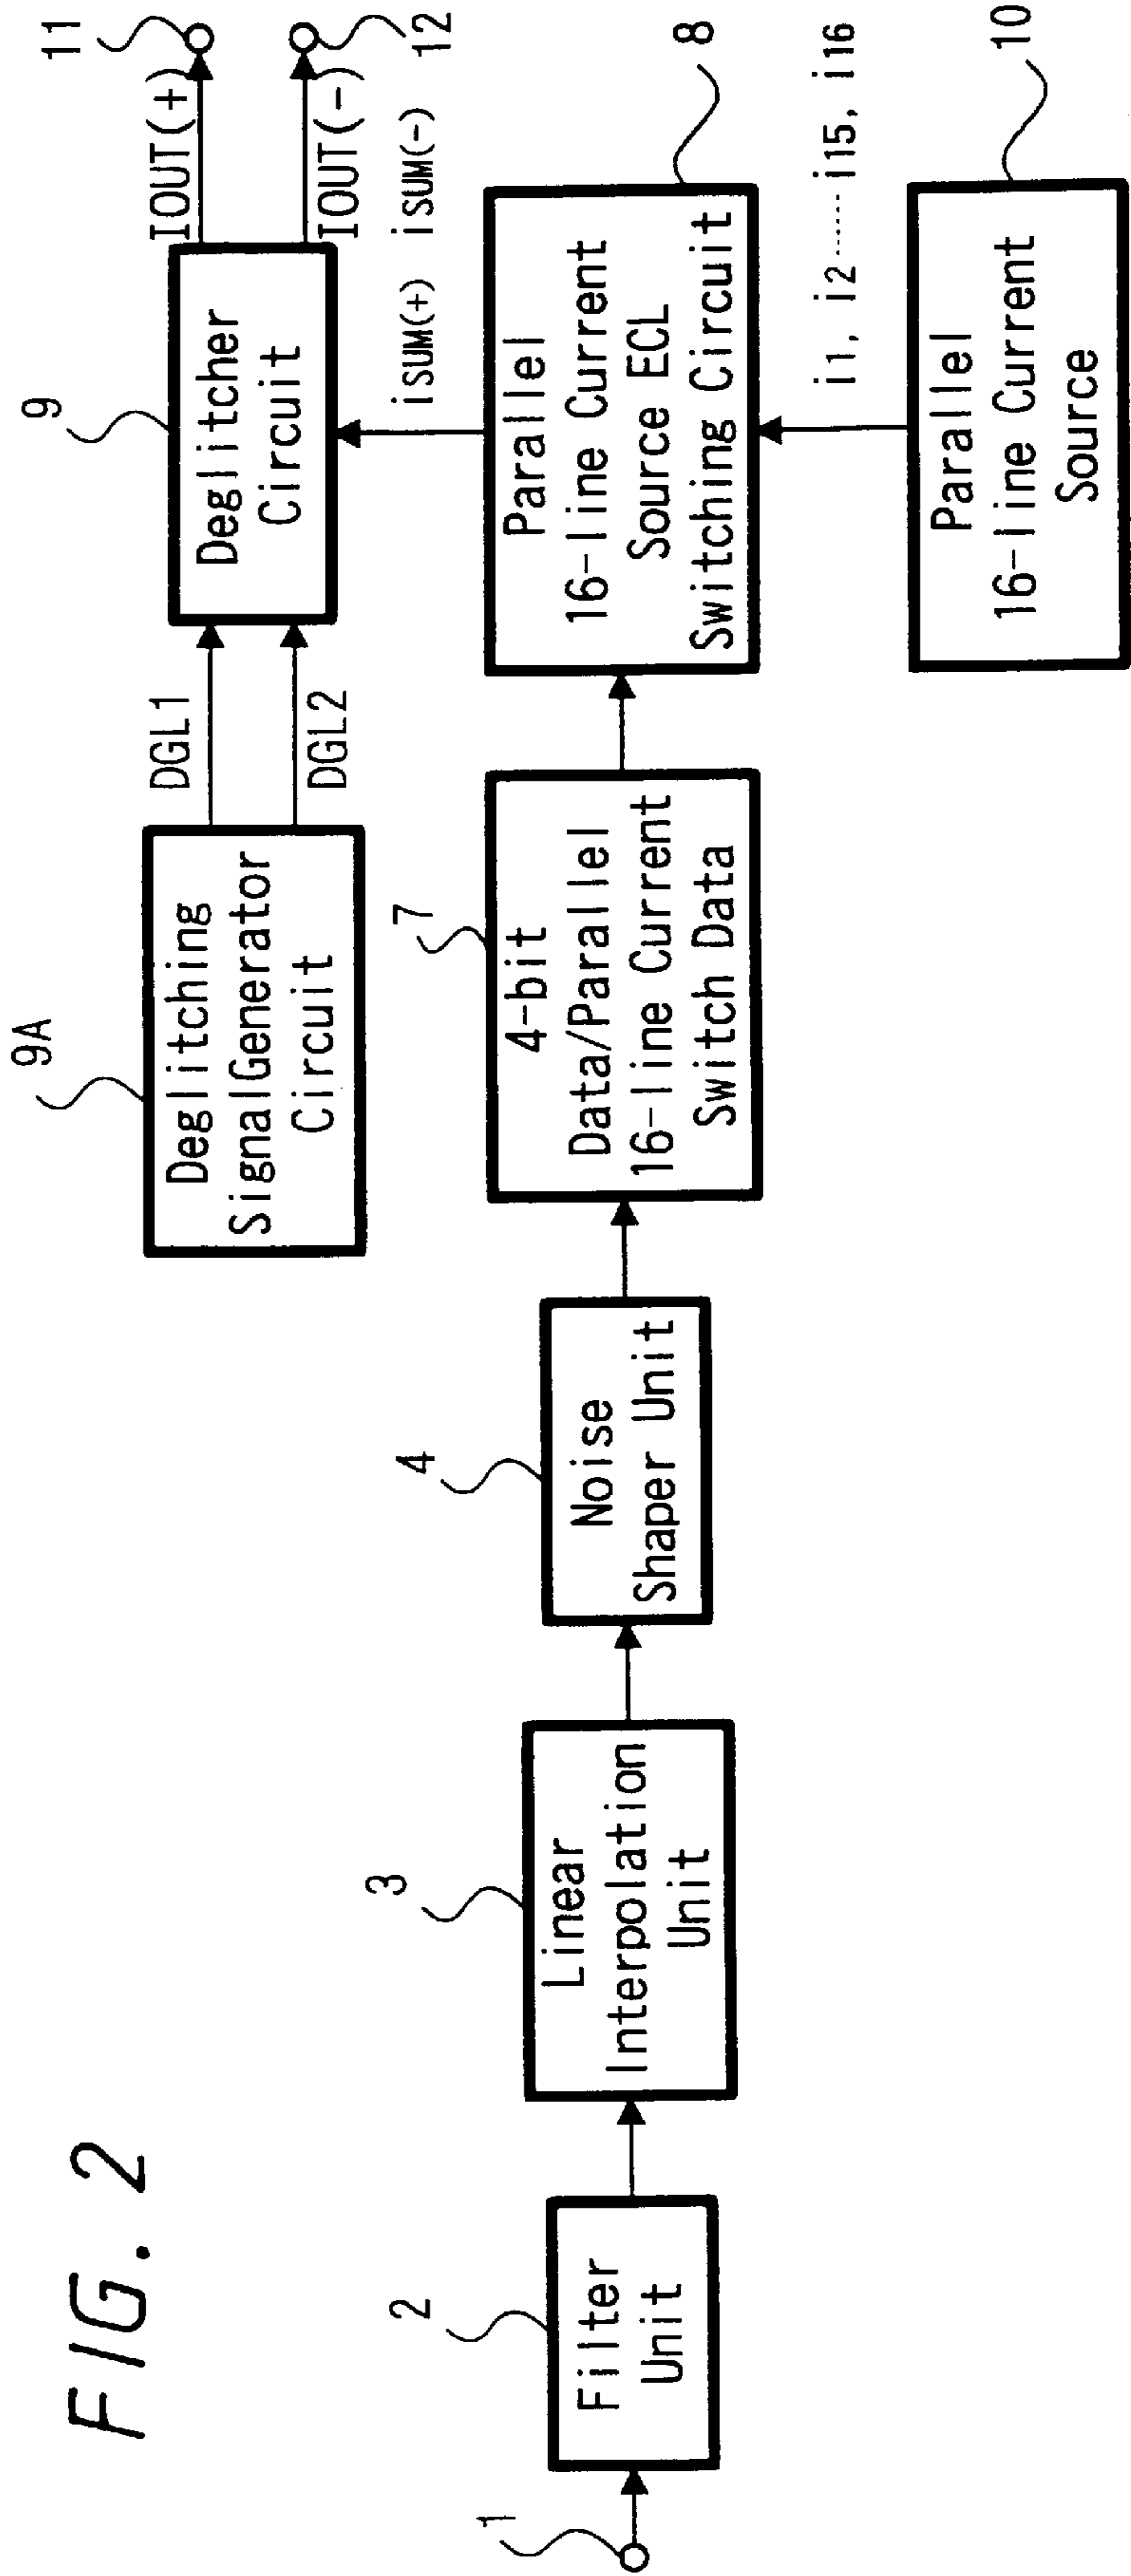 FIG. 2
1
2
Filter
Unit
3
Linear
Interpolation
Unit
4
Noise
Shaper Unit
7
4-bit
Data/Parallel
16-line Current
Switch Data
9A
Deglitching
SignalGenerator
Circuit
DGL1
DGL2
9
Deglitcher
Circuit
IOUT(+)
IOUT(-)
11
12
iSUM(+) iSUM(-)
8
Parallel
16-line Current
Source ECL
Switching Circuit
i1, i2------i15, i16
10
Parallel
16-line Current
Source